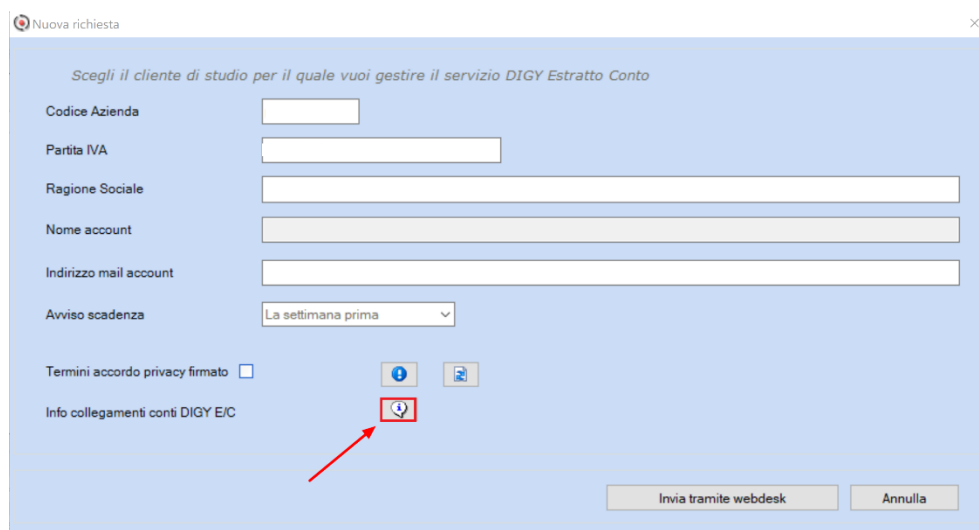 Nuova richiesta
Scegli il cliente di studio per il quale vuoi gestire il servizio DIGY Estratto Conto
Codice Azienda
Partita IVA
Ragione Sociale
Nome account
Indirizzo mail account
Avviso scadenza La settimana prima
Termini accordo privacy firmato
Info collegamenti conti DIGY E/C
Invia tramite webdesk Annulla